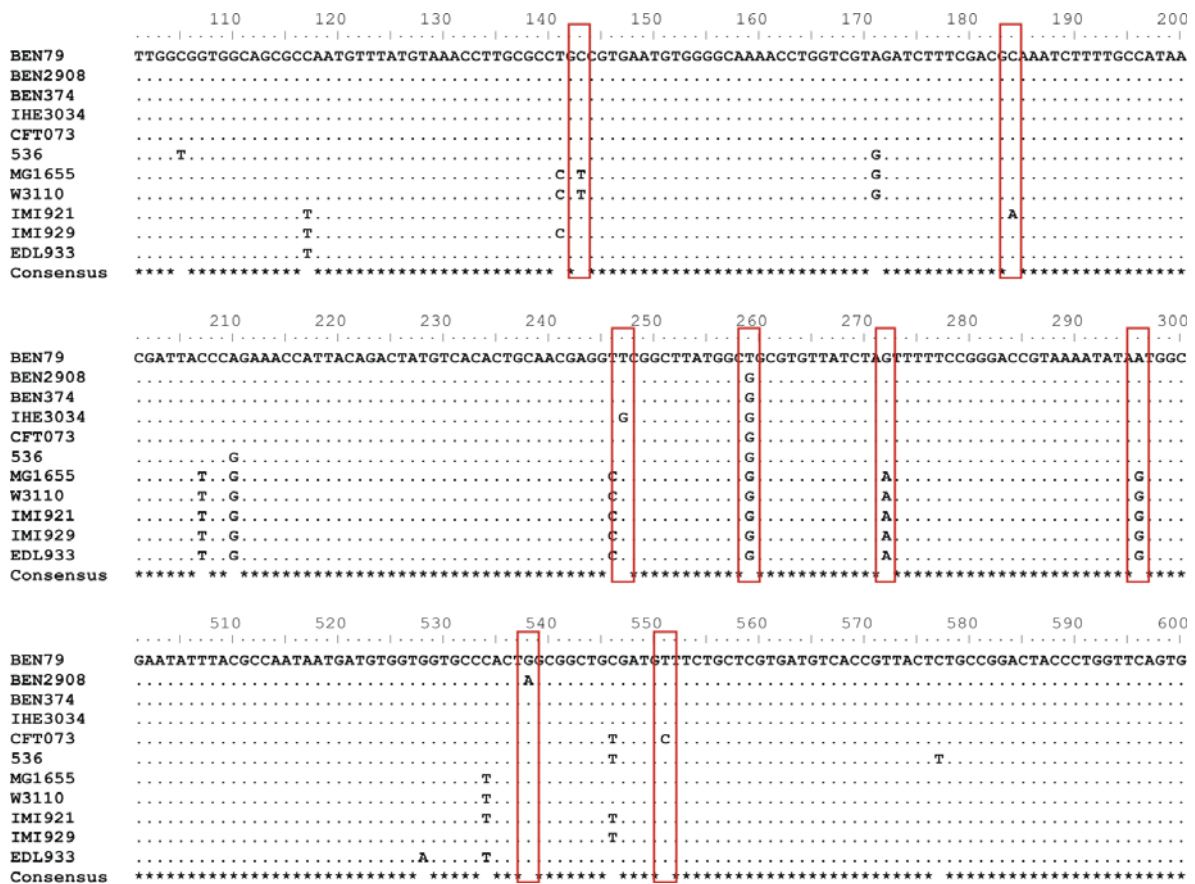 110 120 130 140 150 160 170 180 190 200
BEN79 TTGGCGGTGGCAGCGCCAATGTTTATGTAAACCTTGCGCCTGCCGTGAATGTGGGGCAAAACCTGGTCGTAGATCTTTCGACGCAAATCTTTTGCCATAA
BEN2908 ....................................................................................................
BEN374 ....................................................................................................
IHE3034 ....................................................................................................
CFT073 ....................................................................................................
536 ....T.................................................................G.............................
MG1655 ........................................C.T...........................G.............................
W3110 ........................................C.T...........................G.............................
IMI921 ................T..................................................................A................
IMI929 ................T.......................C...........................................................
EDL933 ................T...................................................................................
Consensus **** *********** *********************** * *************************** ************ ****************
210 220 230 240 250 260 270 280 290 300
BEN79 CGATTACCCAGAAACCATTACAGACTATGTCACACTGCAACGAGGTTCGGCTTATGGCTGCGTGTTATCTAGTTTTTCCGGGACCGTAAAATATAATGGC
BEN2908 ..........................................................G.........................................
BEN374 ..........................................................G.........................................
IHE3034 ..............................................G...........G.........................................
CFT073 ..........................................................G.........................................
536 .........G................................................G.........................................
MG1655 ......T..G...................................C............G............A.......................G....
W3110 ......T..G...................................C............G............A.......................G....
IMI921 ......T..G...................................C............G............A.......................G....
IMI929 ......T..G...................................C............G............A.......................G....
EDL933 ......T..G...................................C............G............A.......................G....
Consensus ****** ** ***********************************  *********** ************ *********************** ****
510 520 530 540 550 560 570 580 590 600
BEN79 GAATATTTACGCCAATAATGATGTGGTGGTGCCCACTGGCGGCTGCGATGTTTCTGCTCGTGATGTCACCGTTACTCTGCCGGACTACCCTGGTTCAGTG
BEN2908 .....................................A..............................................................
BEN374 ....................................................................................................
IHE3034 ....................................................................................................
CFT073 .............................................T....C.................................................
536 .............................................T..............................T.......................
MG1655 .................................T..................................................................
W3110 .................................T..................................................................
IMI921 .................................T...........T......................................................
IMI929 .............................................T......................................................
EDL933 ...........................A.....T..................................................................
Consensus *************************** ***** *** ******* **** ************************* ***********************